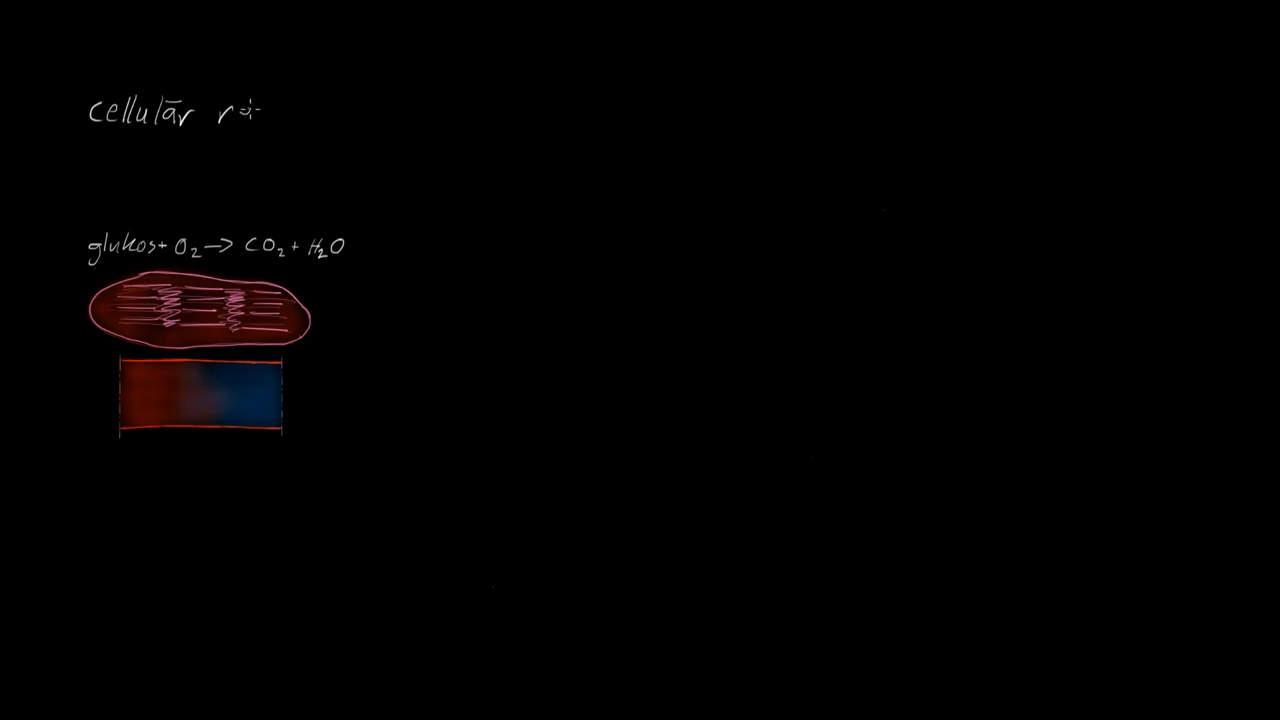 cellulär r
glukos + O₂ → CO₂ + H₂O